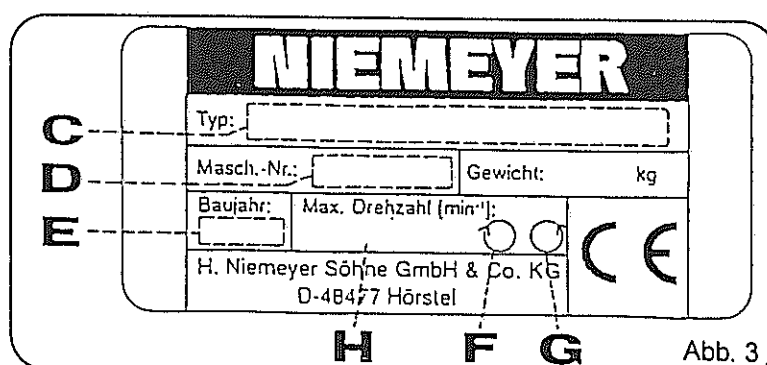 NIEMEYER
C Typ:
D Masch.-Nr.: Gewicht: kg
E Baujahr: Max. Drehzahl (min⁻¹):
CE
H. Niemeyer Söhne GmbH & Co. KG
D-48477 Hörstel
H F G Abb. 3